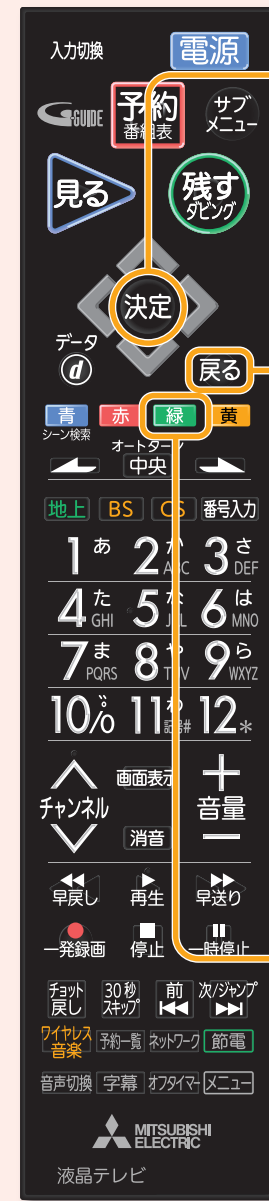 入力切換 電源
G-GUIDE 予約 番組表 サブメニュー
見る 残す ダビング
決定
データ
d 戻る
青 赤 緑 黄
シーン検索
オートターン
中央
地上 BS CS 番号入力
1 あ 2 か ABC 3 さ DEF
4 た GHI 5 な JKL 6 は MNO
7 ま PQRS 8 や TUV 9 ら WXYZ
10/0 11 わ 記号# 12 *
画面表示
チャンネル 音量
消音
早戻し 再生 早送り
一発録画 停止 一時停止
チョット戻し 30秒スキップ 前 次/ジャンプ
ワイヤレス音楽 予約一覧 ネットワーク 節電
音声切換 字幕 オフタイマー メニュー
MITSUBISHI
ELECTRIC
液晶テレビ